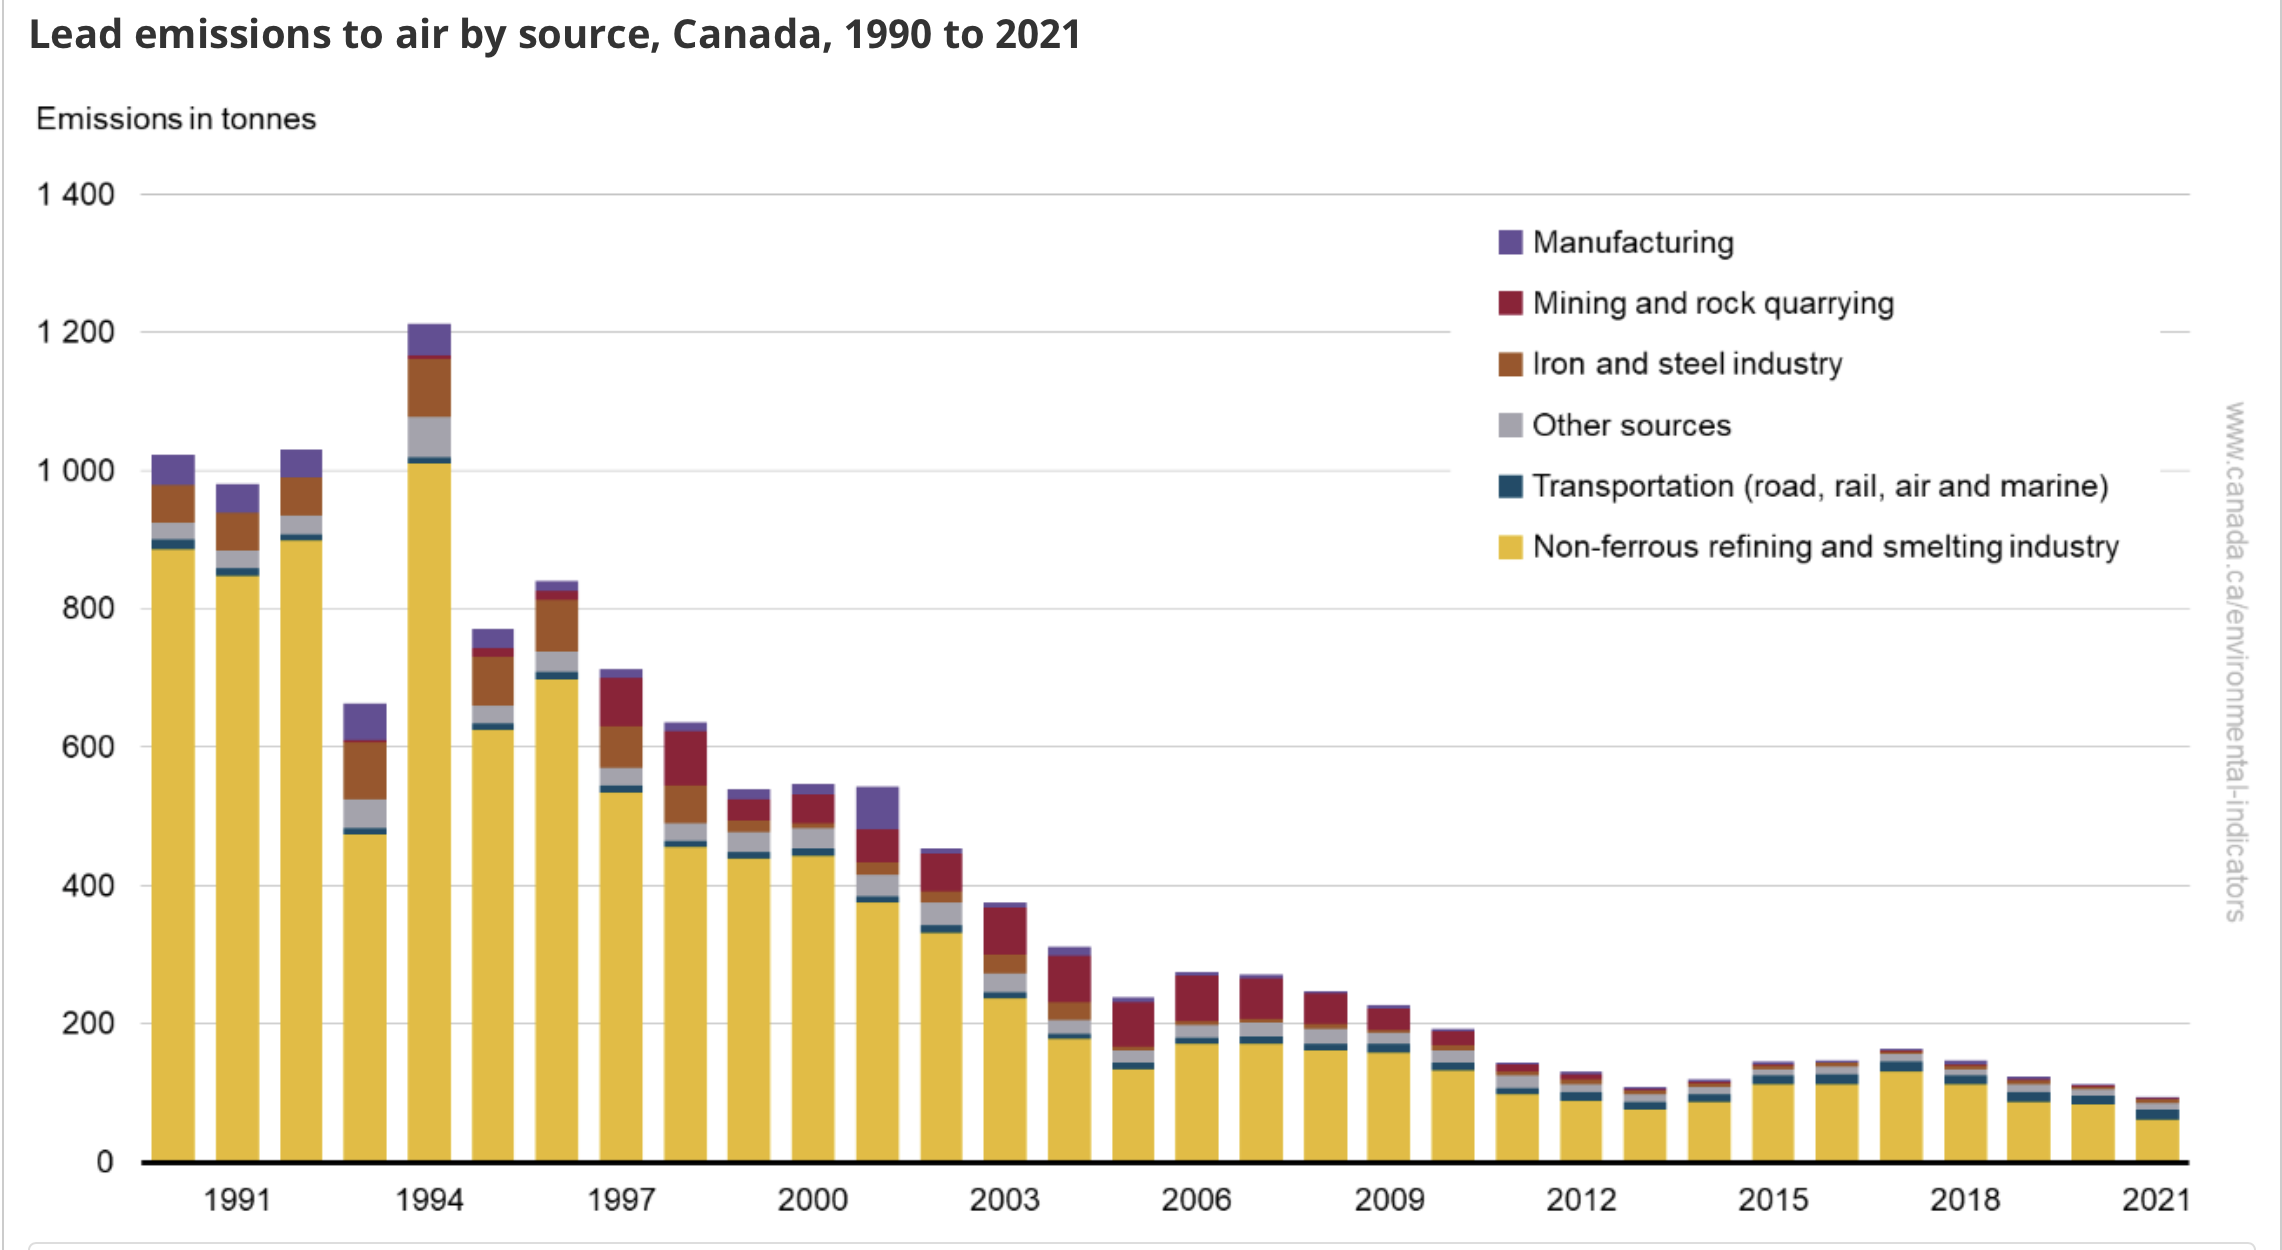 Lead emissions to air by source, Canada, 1990 to 2021
Emissions in tonnes
1 400
1 200
1 000
800
600
400
200
0
Manufacturing
Mining and rock quarrying
Iron and steel industry
Other sources
Transportation (road, rail, air and marine)
Non-ferrous refining and smelting industry
www.canada.ca/environmental-indicators
1991 1994 1997 2000 2003 2006 2009 2012 2015 2018 2021